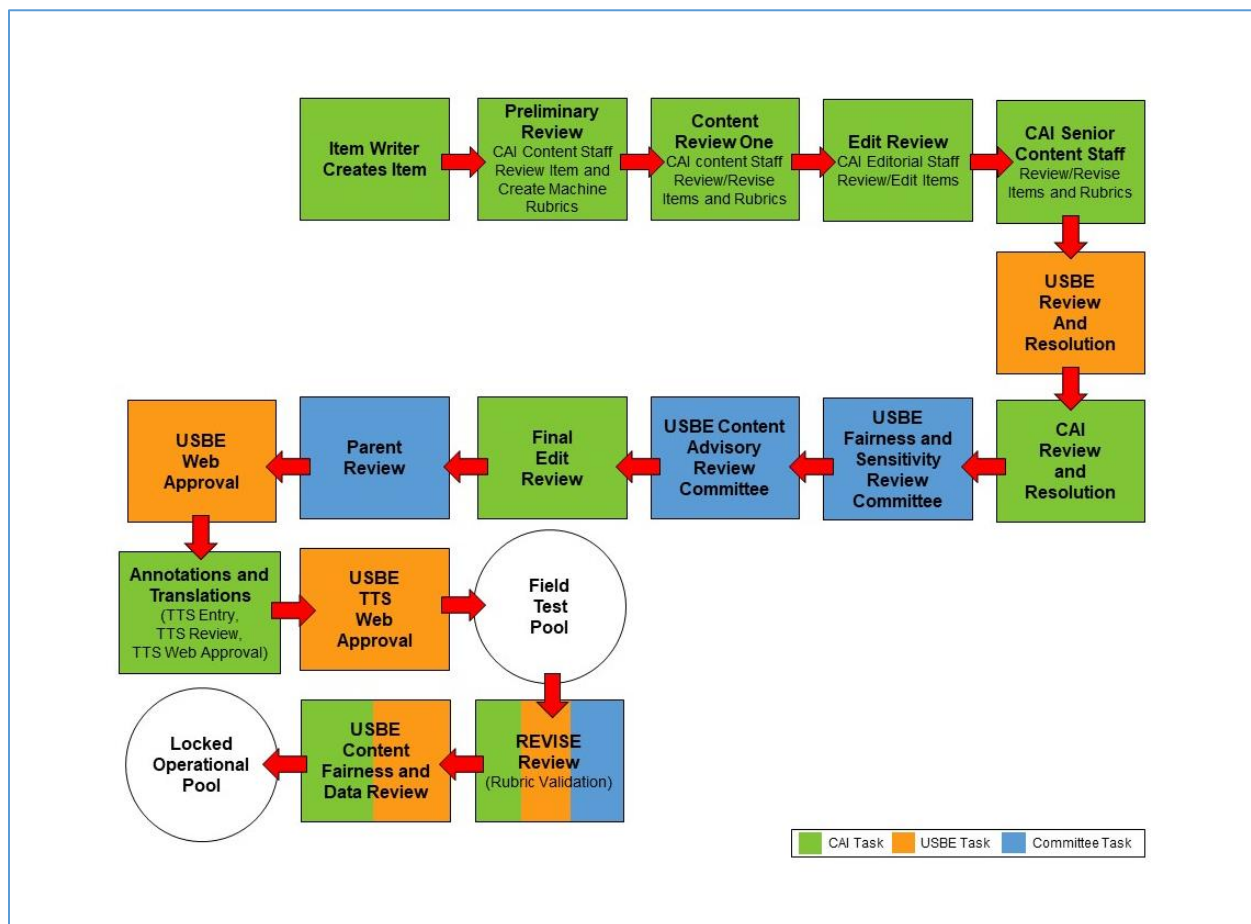 Item Writer
Creates Item
Preliminary
Review
CAI Content Staff
Review Item and
Create Machine
Rubrics
Content
Review One
CAI content Staff
Review/Revise
Items and Rubrics
Edit Review
CAI Editorial Staff
Review/Edit Items
CAI Senior
Content Staff
Review/Revise
Items and Rubrics
USBE
Review
And
Resolution
CAI
Review
and
Resolution
USBE
Fairness and
Sensitivity
Review
Committee
USBE Content
Advisory
Review
Committee
Final
Edit
Review
Parent
Review
USBE
Web
Approval
Annotations and
Translations
(TTS Entry,
TTS Review,
TTS Web Approval)
USBE
TTS
Web
Approval
Field
Test
Pool
REVISE
Review
(Rubric Validation)
USBE
Content
Fairness and
Data Review
Locked
Operational
Pool
CAI Task
USBE Task
Committee Task